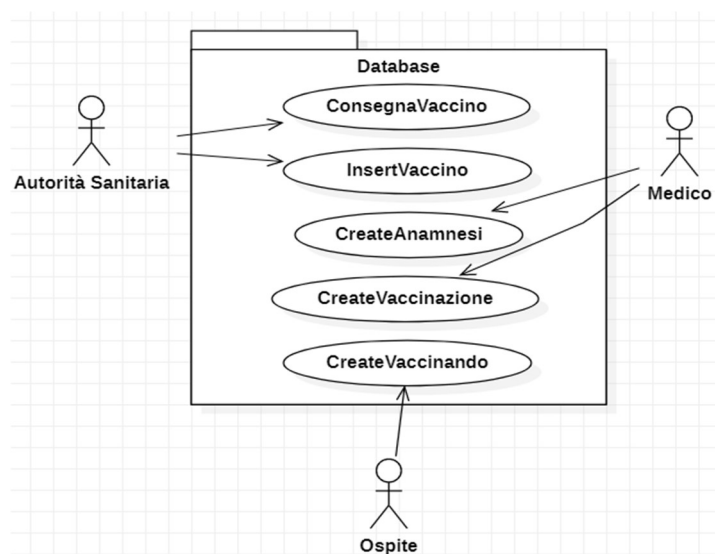 Database
ConsegnaVaccino
Autorità Sanitaria
InsertVaccino
Medico
CreateAnamnesi
CreateVaccinazione
CreateVaccinando
Ospite